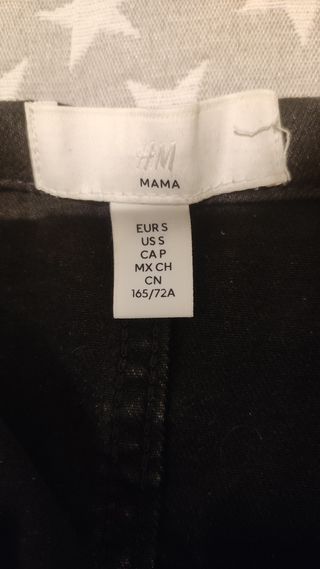 H&M
MAMA
EUR S
US S
CA P
MX CH
CN
165/72A